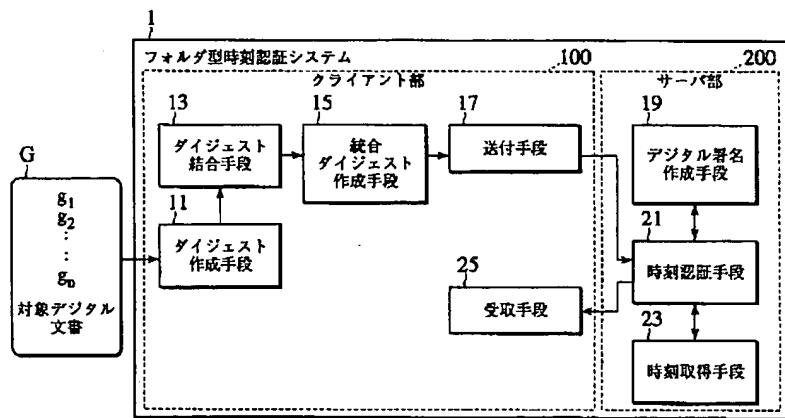 1
フォルダ型時刻認証システム
100
200
クライアント部
サーバ部
13
ダイジェスト
結合手段
15
統合
ダイジェスト
作成手段
17
送付手段
19
デジタル署名
作成手段
G
g1
g2
:
:
gn
対象デジタル
文書
11
ダイジェスト
作成手段
21
時刻認証手段
25
受取手段
23
時刻取得手段